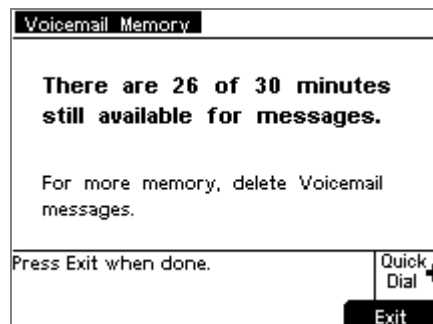 Voicemail Memory
There are 26 of 30 minutes
still available for messages.
For more memory, delete Voicemail
messages.
Press Exit when done.
Quick
Dial
Exit